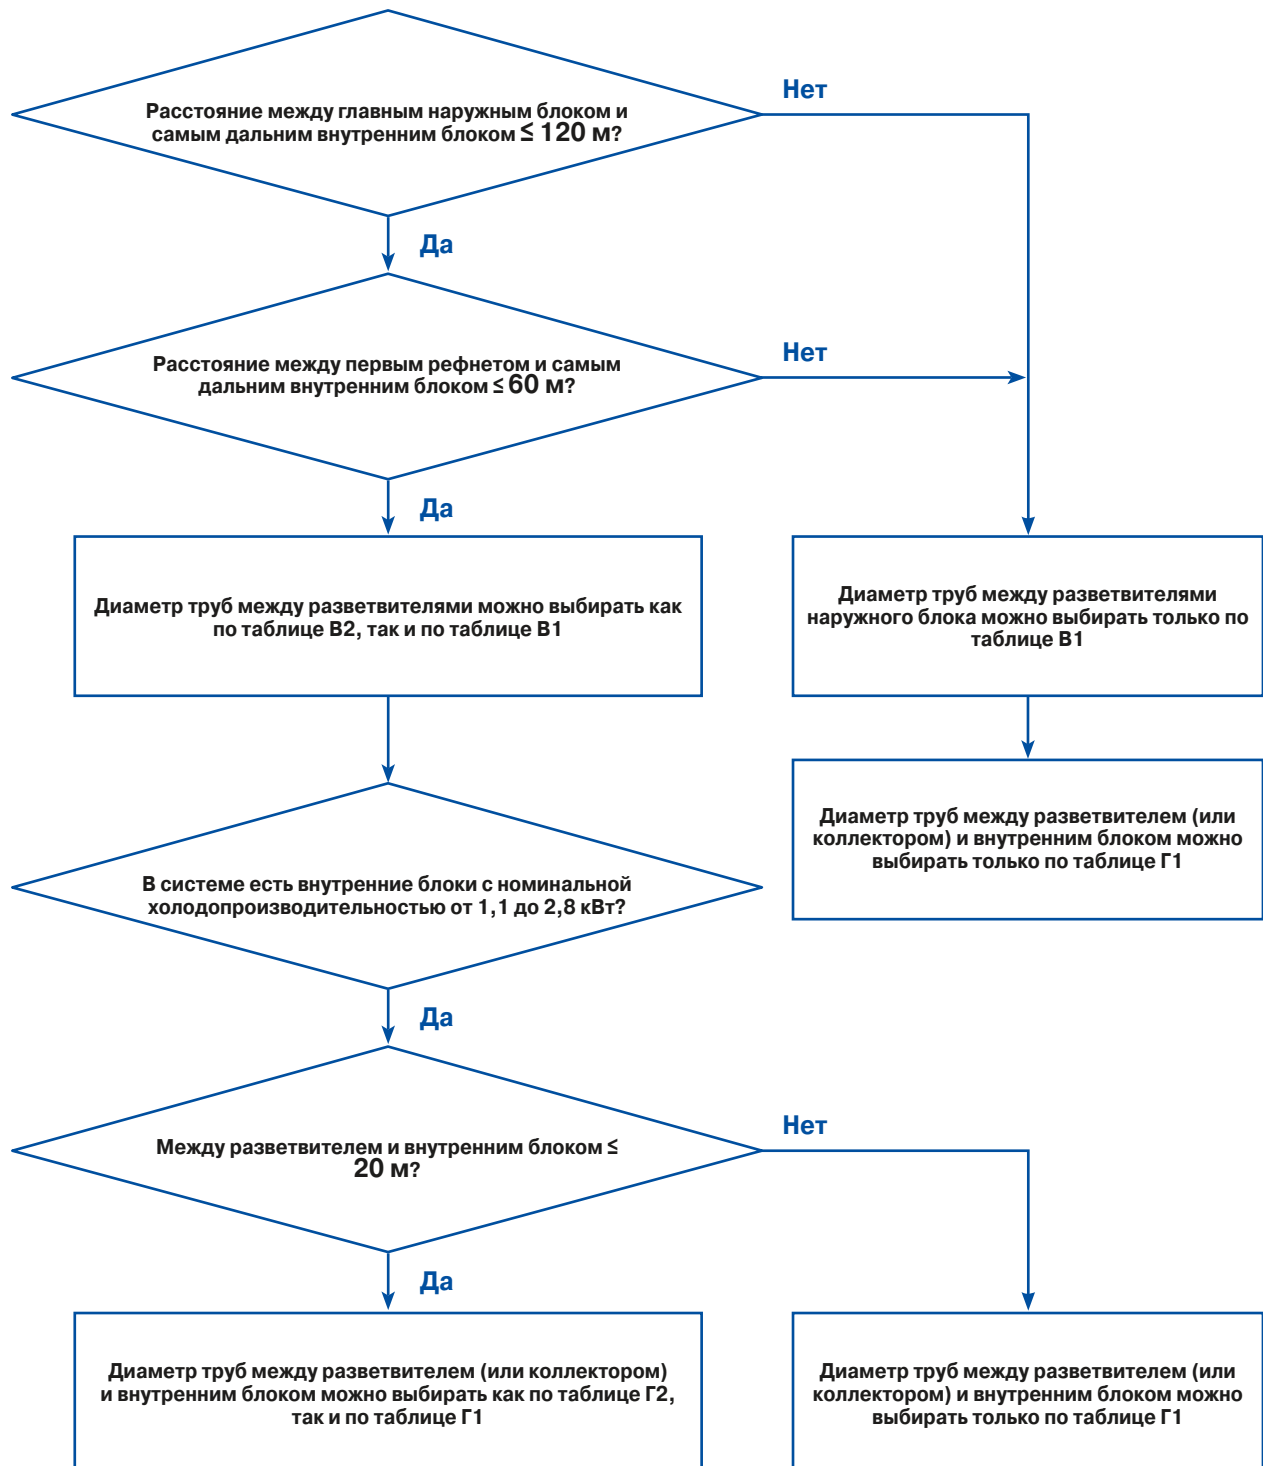 Расстояние между главным наружным блоком и
самым дальним внутренним блоком ≤ 120 м?
Нет
Да
Расстояние между первым рефнетом и самым
дальним внутренним блоком ≤ 60 м?
Нет
Да
Диаметр труб между разветвителями можно выбирать как
по таблице В2, так и по таблице В1
Диаметр труб между разветвителями
наружного блока можно выбирать только по
таблице В1
Диаметр труб между разветвителем (или
коллектором) и внутренним блоком можно
выбирать только по таблице Г1
В системе есть внутренние блоки с номинальной
холодопроизводительностью от 1,1 до 2,8 кВт?
Да
Между разветвителем и внутренним блоком ≤
20 м?
Нет
Да
Диаметр труб между разветвителем (или коллектором)
и внутренним блоком можно выбирать как по таблице Г2,
так и по таблице Г1
Диаметр труб между разветвителем (или
коллектором) и внутренним блоком можно
выбирать только по таблице Г1